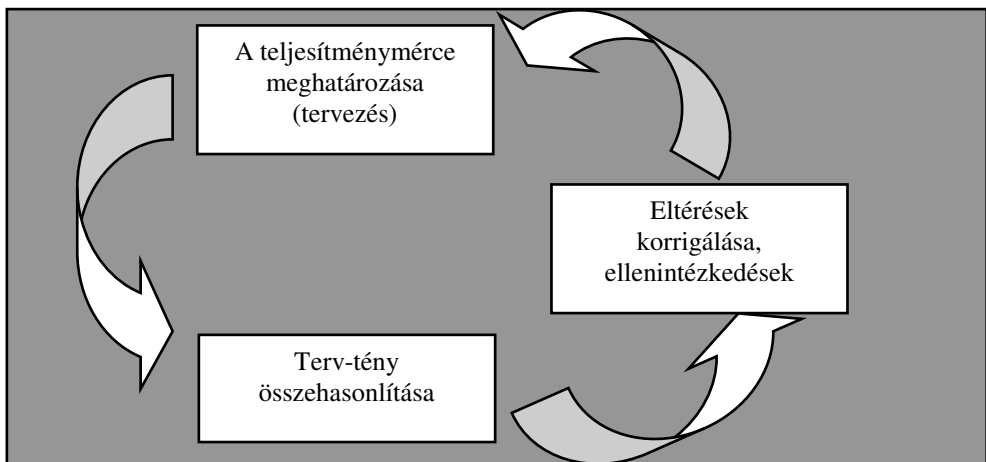 A teljesítménymérce
meghatározása
(tervezés)
Eltérések
korrigálása,
ellenintézkedések
Terv-tény
összehasonlítása